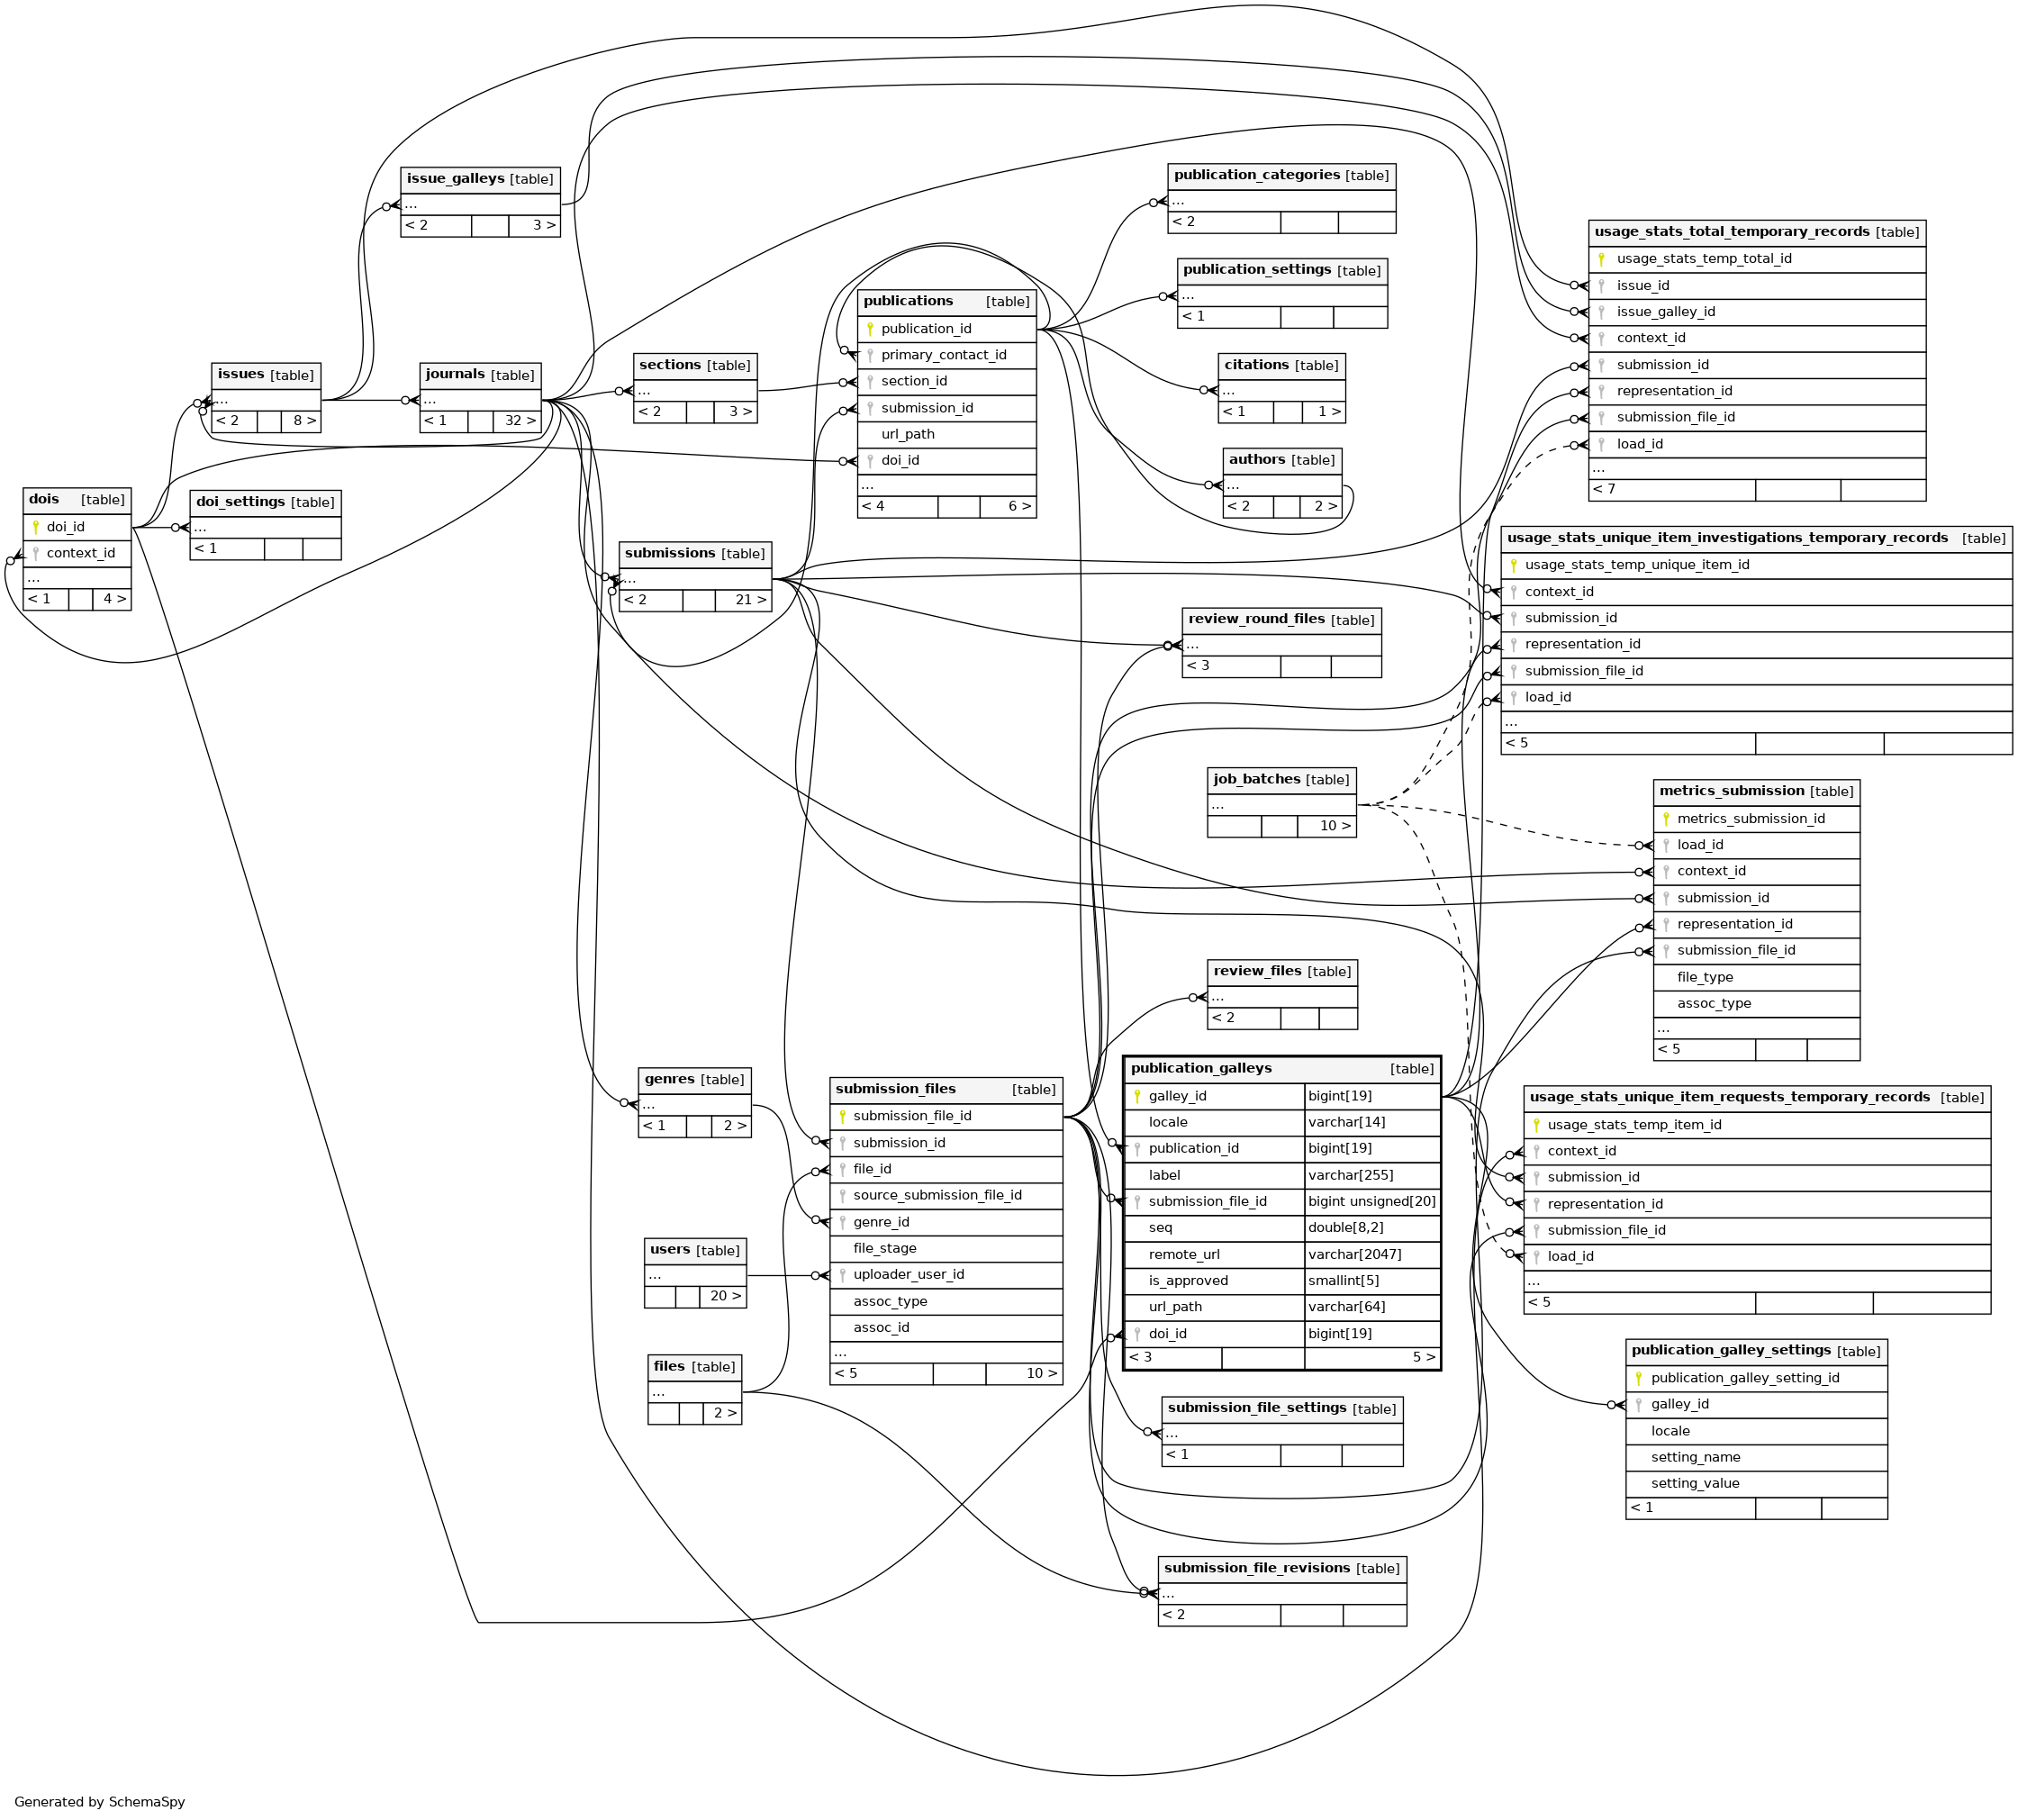 issue_galleys [table]
...
< 2 3 >
publication_categories [table]
...
< 2
usage_stats_total_temporary_records [table]
usage_stats_temp_total_id
issue_id
issue_galley_id
context_id
submission_id
representation_id
submission_file_id
load_id
...
< 7
publication_settings [table]
...
< 1
publications [table]
publication_id
primary_contact_id
section_id
submission_id
url_path
doi_id
...
< 4 6 >
issues [table]
...
< 2 8 >
journals [table]
...
< 1 32 >
sections [table]
...
< 2 3 >
citations [table]
...
< 1 1 >
authors [table]
...
< 2 2 >
dois [table]
doi_id
context_id
...
< 1 4 >
doi_settings [table]
...
< 1
submissions [table]
...
< 2 21 >
usage_stats_unique_item_investigations_temporary_records [table]
usage_stats_temp_unique_item_id
context_id
submission_id
representation_id
submission_file_id
load_id
...
< 5
review_round_files [table]
...
< 3
job_batches [table]
...
10 >
metrics_submission [table]
metrics_submission_id
load_id
context_id
submission_id
representation_id
submission_file_id
file_type
assoc_type
...
< 5
review_files [table]
...
< 2
genres [table]
...
< 1 2 >
submission_files [table]
submission_file_id
submission_id
file_id
source_submission_file_id
genre_id
file_stage
uploader_user_id
assoc_type
assoc_id
...
< 5 10 >
publication_galleys [table]
galley_id bigint[19]
locale varchar[14]
publication_id bigint[19]
label varchar[255]
submission_file_id bigint unsigned[20]
seq double[8,2]
remote_url varchar[2047]
is_approved smallint[5]
url_path varchar[64]
doi_id bigint[19]
< 3 5 >
usage_stats_unique_item_requests_temporary_records [table]
usage_stats_temp_item_id
context_id
submission_id
representation_id
submission_file_id
load_id
...
< 5
users [table]
...
20 >
files [table]
...
2 >
publication_galley_settings [table]
publication_galley_setting_id
galley_id
locale
setting_name
setting_value
< 1
submission_file_settings [table]
...
< 1
submission_file_revisions [table]
...
< 2
Generated by SchemaSpy